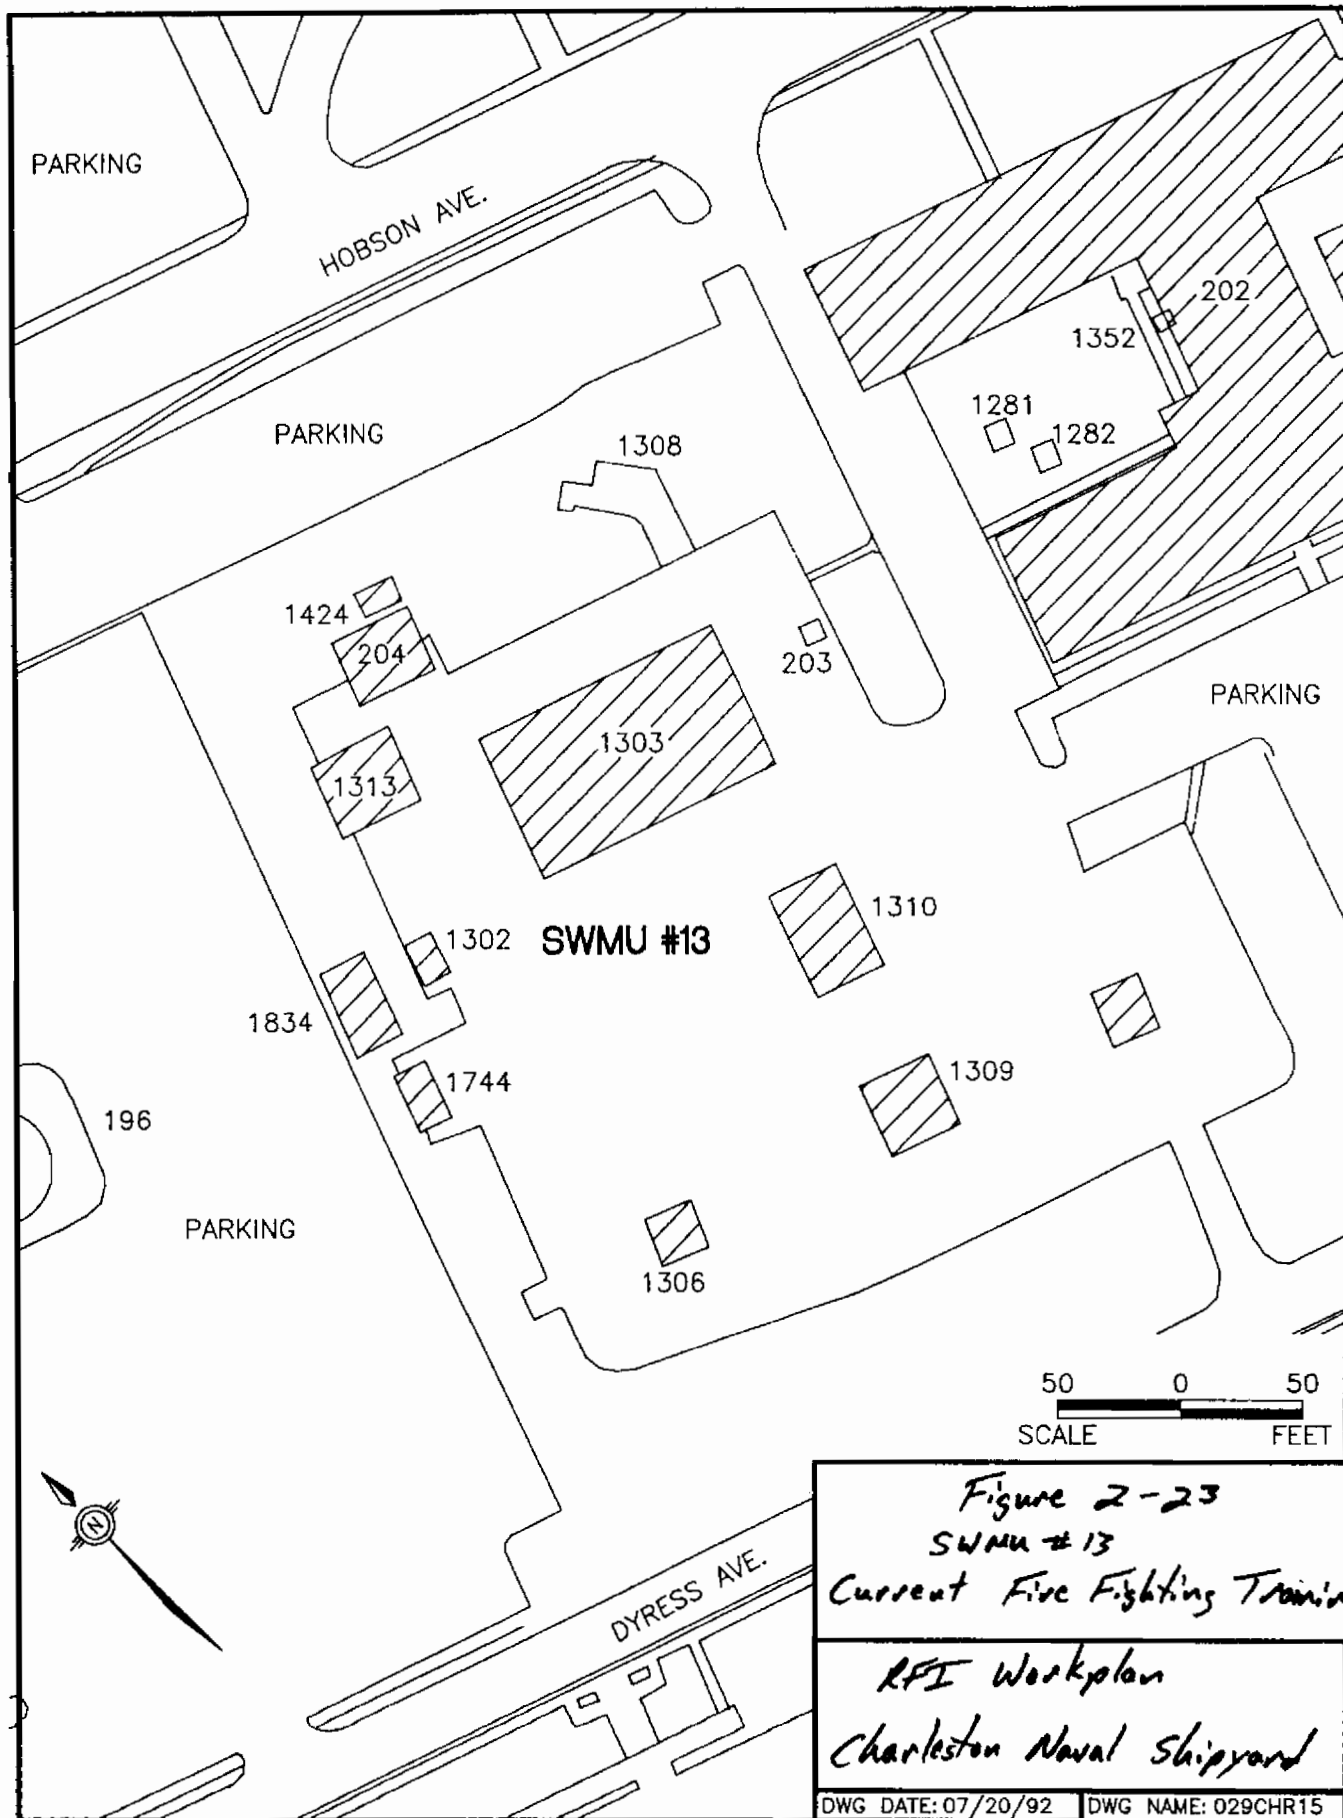 PARKING
HOBSON AVE.
202
1352
1281
1282
PARKING
1308
1424
204
203
PARKING
1303
1313
1310
1302
SWMU #13
1834
1744
1309
196
PARKING
1306
50 0 50
SCALE FEET
N
DYRESS AVE.
Figure 2-23
SWMU #13
Current Fire Fighting Trainin
RFI Workplan
Charleston Naval Shipyard
DWG DATE: 07/20/92 DWG NAME: 029CHR15